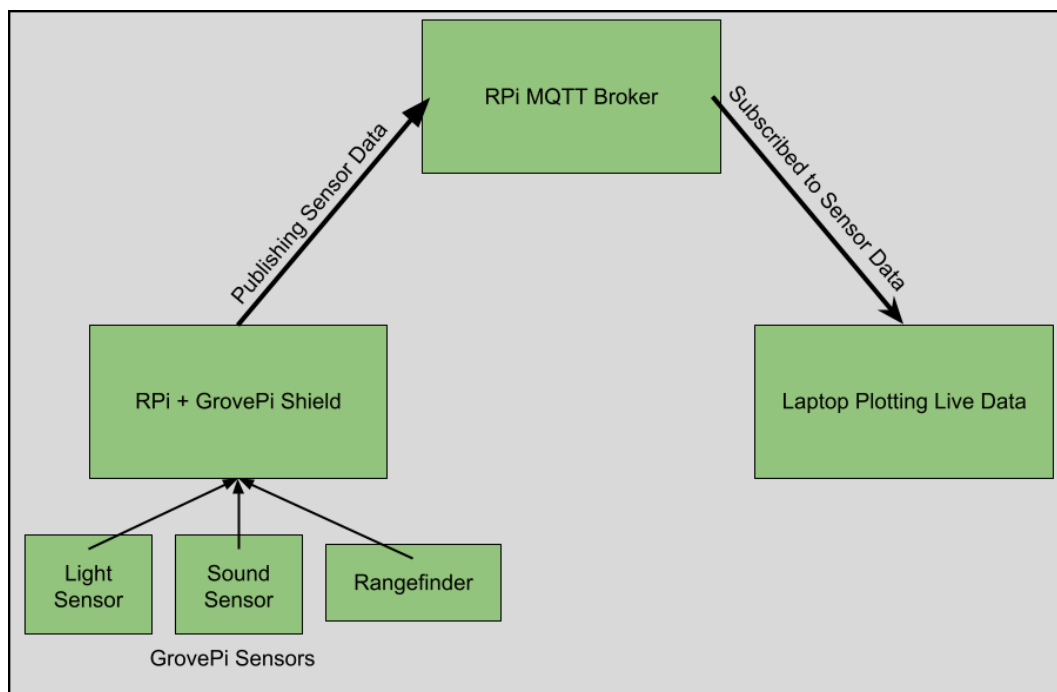 RPi MQTT Broker
Publishing Sensor Data
Subscribed to Sensor Data
RPi + GrovePi Shield
Laptop Plotting Live Data
Light
Sensor
Sound
Sensor
Rangefinder
GrovePi Sensors